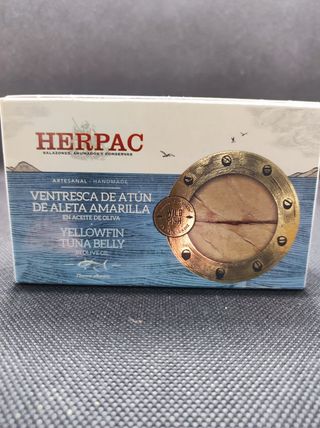 HERPAC
SALAZONES, AHUMADOS Y CONSERVAS
ARTESANAL - HANDMADE
VENTRESCA DE ATÚN
DE ALETA AMARILLA
EN ACEITE DE OLIVA
YELLOWFIN
TUNA BELLY
IN OLIVE OIL